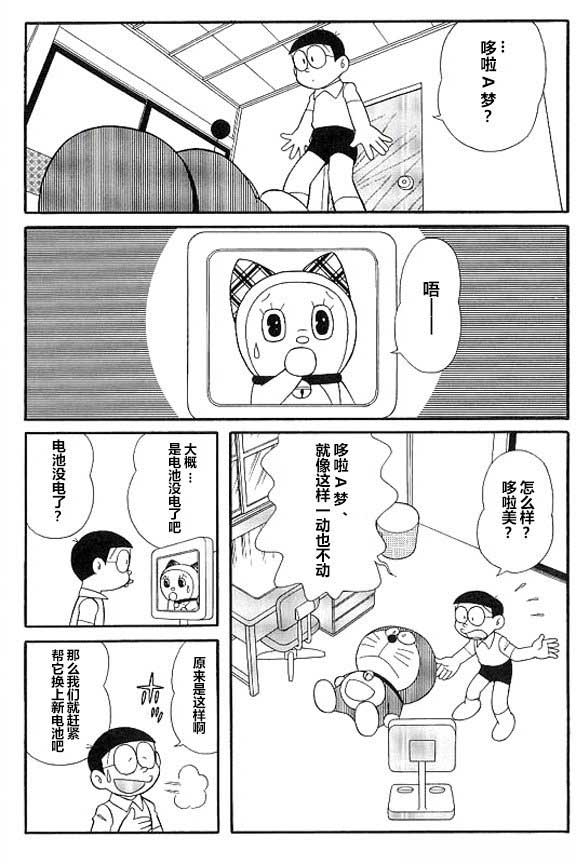 …哆啦A梦？
唔——
怎么样？
哆啦美？
哆啦A梦、
就像这样一动也不动
大概…
是电池没电了吧
电池没电了？
原来是这样啊
那么我们就赶紧
帮它换上新电池吧